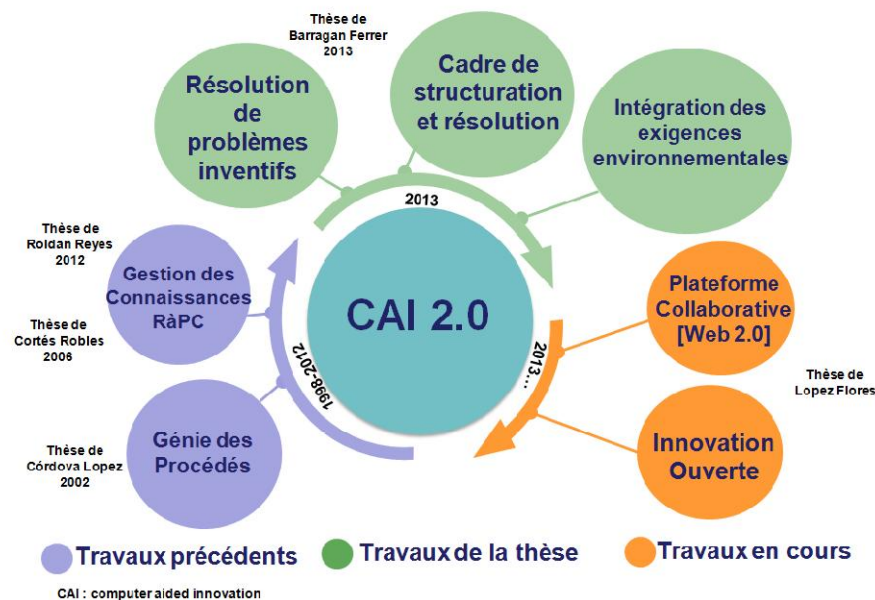 Thèse de
Barragan Ferrer
2013
Résolution
de
problèmes
inventifs
Cadre de
structuration
et résolution
Intégration des
exigences
environnementales
2013
Thèse de
Roldan Reyes
2012
Gestion des
Connaissances
RàPC
Thèse de
Cortés Robles
2006
CAI 2.0
Plateforme
Collaborative
[Web 2.0]
1998-2012
2013...
Thèse de
Lopez Flores
Thèse de
Córdova Lopez
2002
Génie des
Procédés
Innovation
Ouverte
Travaux précédents
Travaux de la thèse
Travaux en cours
CAI : computer aided innovation